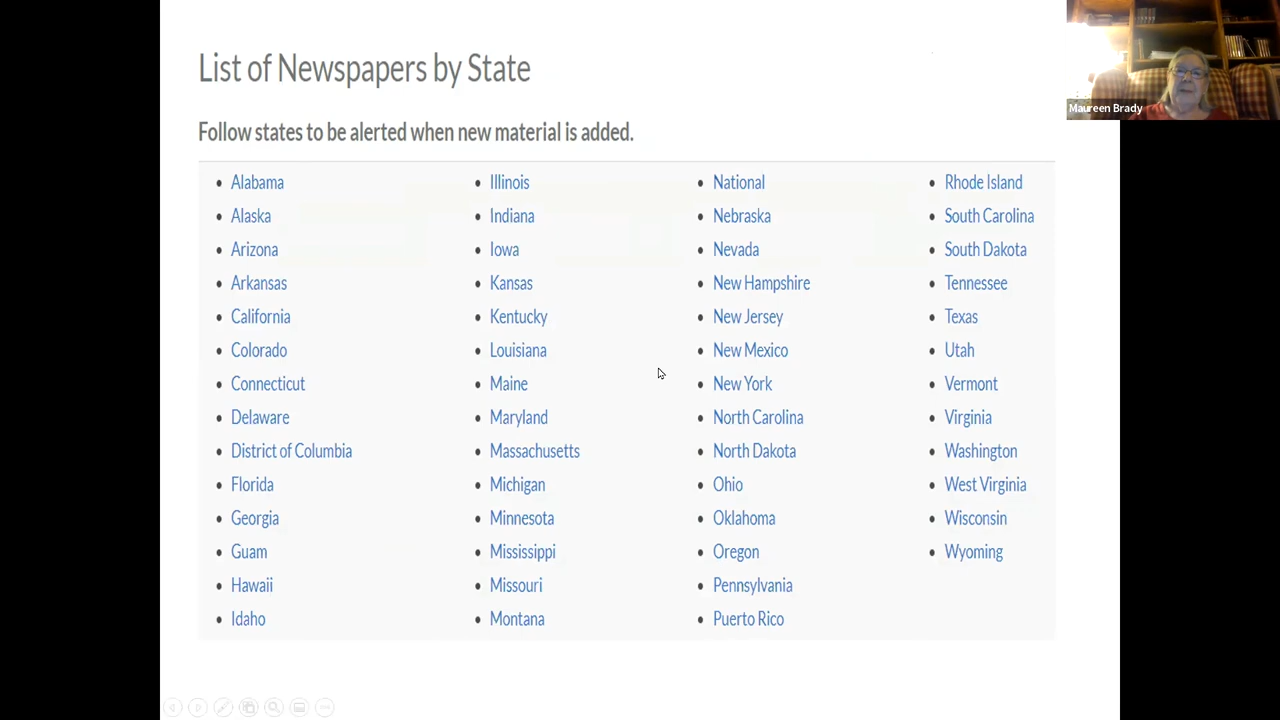 List of Newspapers by State
Maureen Brady
Follow states to be alerted when new material is added.
Alabama
Alaska
Arizona
Arkansas
California
Colorado
Connecticut
Delaware
District of Columbia
Florida
Georgia
Guam
Hawaii
Idaho
Illinois
Indiana
Iowa
Kansas
Kentucky
Louisiana
Maine
Maryland
Massachusetts
Michigan
Minnesota
Mississippi
Missouri
Montana
National
Nebraska
Nevada
New Hampshire
New Jersey
New Mexico
New York
North Carolina
North Dakota
Ohio
Oklahoma
Oregon
Pennsylvania
Puerto Rico
Rhode Island
South Carolina
South Dakota
Tennessee
Texas
Utah
Vermont
Virginia
Washington
West Virginia
Wisconsin
Wyoming